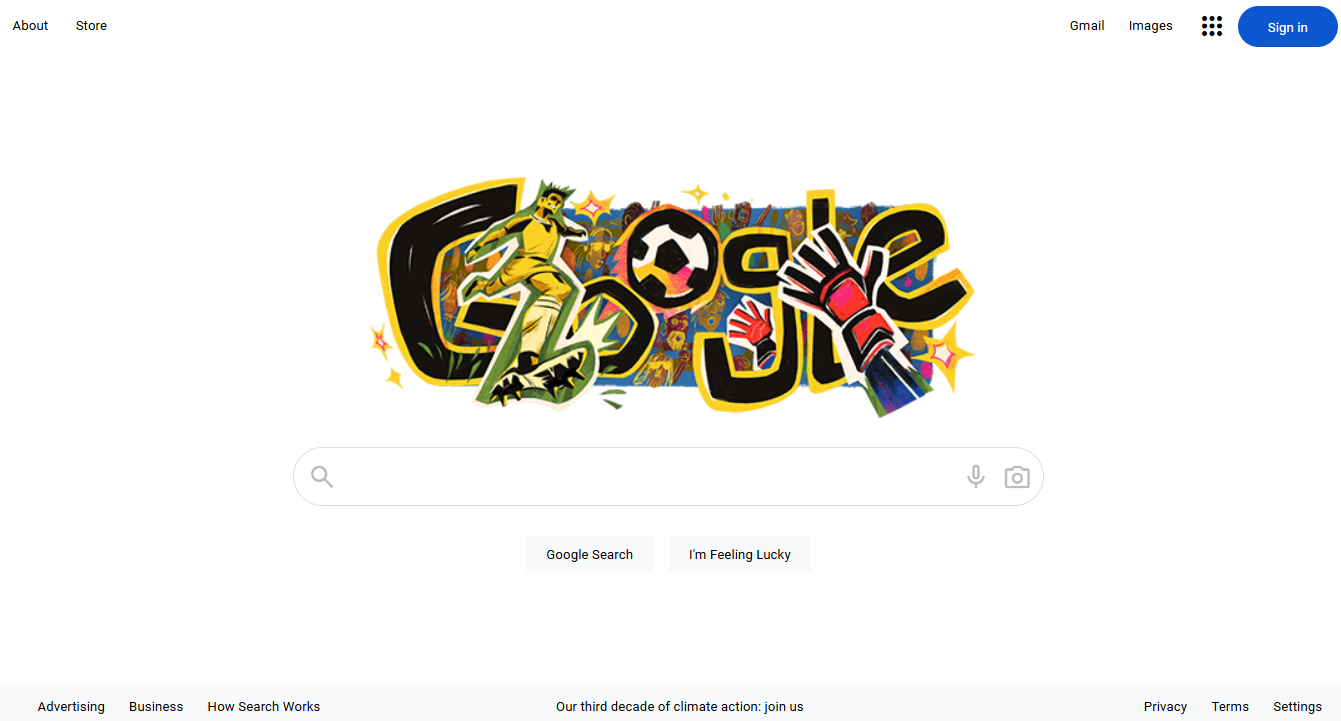 About Store Gmail Images Sign in
Google
Google Search I'm Feeling Lucky
Advertising Business How Search Works Our third decade of climate action: join us Privacy Terms Settings